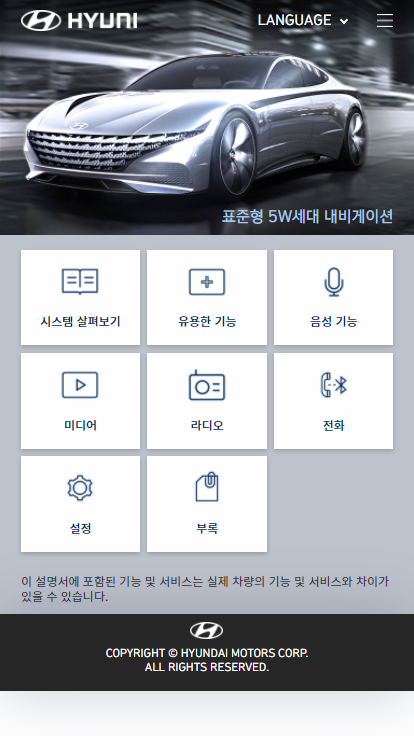 HYUNI
LANGUAGE
표준형 5W세대 내비게이션
시스템 살펴보기
유용한 기능
음성 기능
미디어
라디오
전화
설정
부록
이 설명서에 포함된 기능 및 서비스는 실제 차량의 기능 및 서비스와 차이가
있을 수 있습니다.
COPYRIGHT © HYUNDAI MOTORS CORP.
ALL RIGHTS RESERVED.